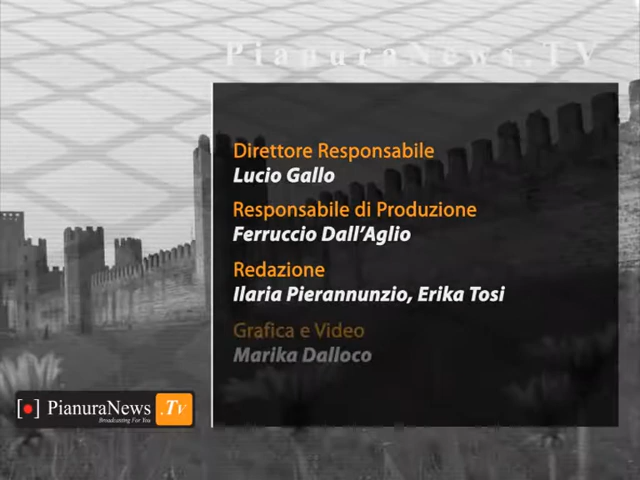 PianuraNews.TV
Direttore Responsabile
Lucio Gallo
Responsabile di Produzione
Ferruccio Dall'Aglio
Redazione
Ilaria Pierannunzio, Erika Tosi
Grafica e Video
Marika Dalloco
[•] PianuraNews .Tv
Broadcasting For You